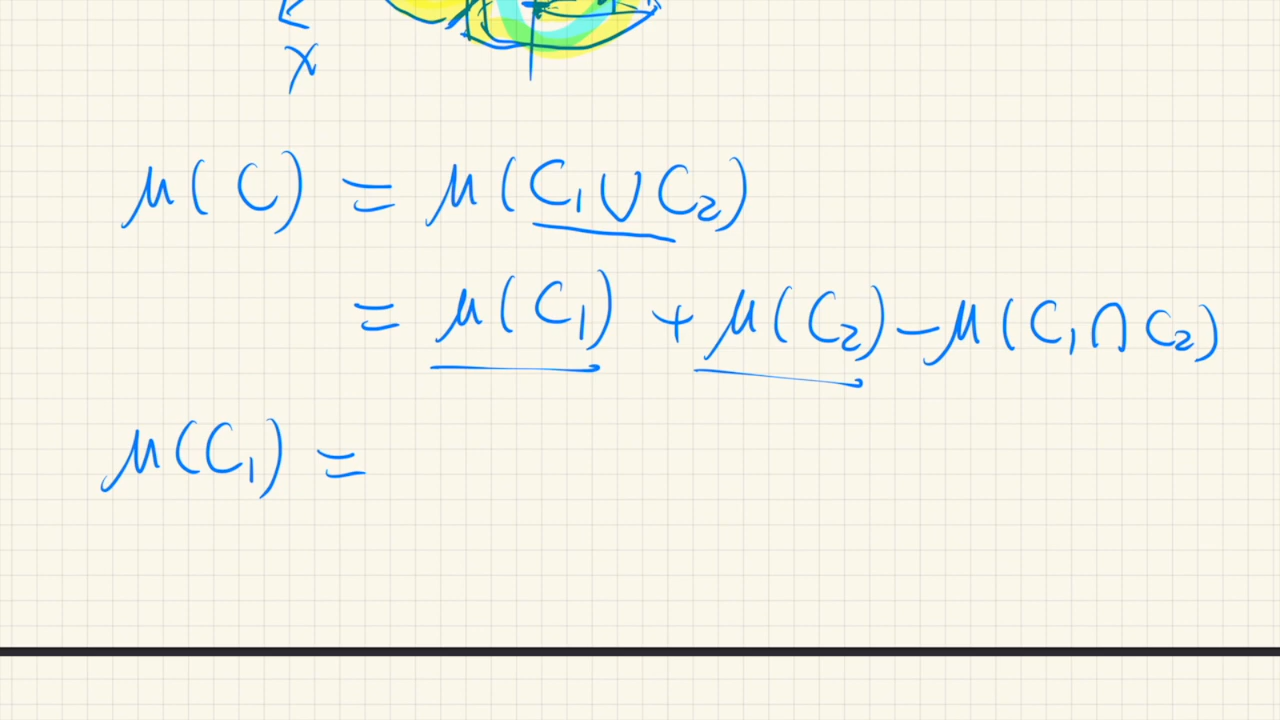 X
μ(C) = μ(C₁∪C₂)
= μ(C₁) + μ(C₂) - μ(C₁∩C₂)
μ(C₁) =